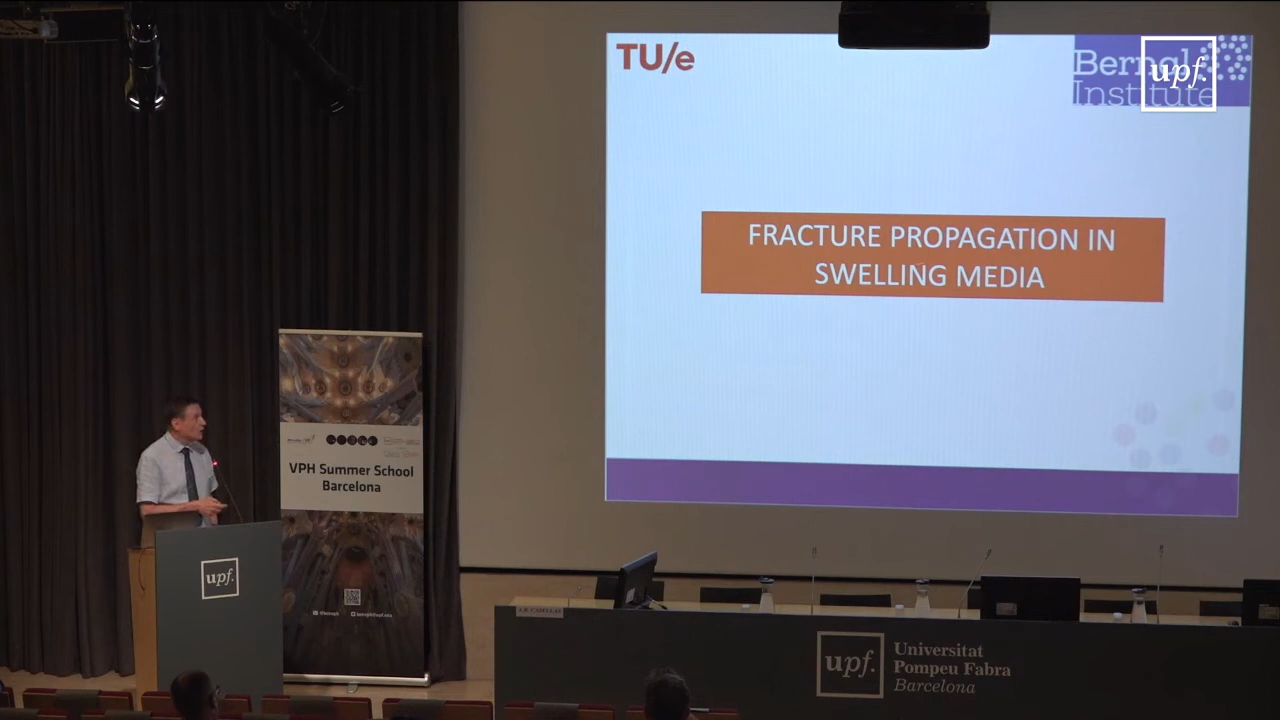 TU/e
Bernal
Institute
upf.
FRACTURE PROPAGATION IN
SWELLING MEDIA
VPH Summer School
Barcelona
upf.
upf.
Universitat
Pompeu Fabra
Barcelona